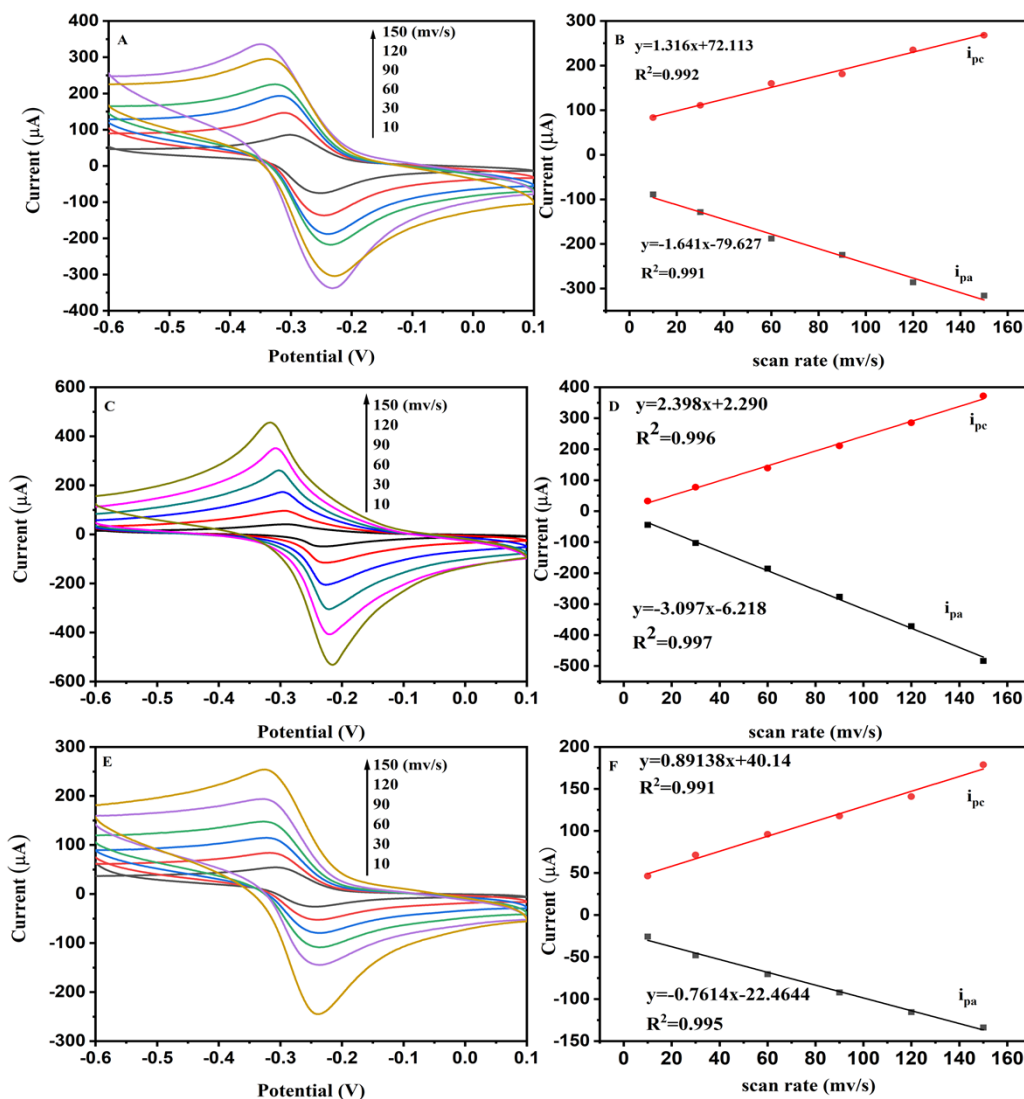 A
150 (mv/s)
120
90
60
30
10
400
300
200
100
0
-100
-200
-300
-400
-0.6 -0.5 -0.4 -0.3 -0.2 -0.1 0.0 0.1
Current (μA)
Potential (V)
B
y=1.316x+72.113
R²=0.992
i_pc
y=-1.641x-79.627
R²=0.991
i_pa
300
200
100
0
-100
-200
-300
0 20 40 60 80 100 120 140 160
Current (μA)
scan rate (mv/s)
C
150 (mv/s)
120
90
60
30
10
600
400
200
0
-200
-400
-600
-0.6 -0.5 -0.4 -0.3 -0.2 -0.1 0.0 0.1
Current (μA)
Potential (V)
D
y=2.398x+2.290
R²=0.996
i_pc
y=-3.097x-6.218
R²=0.997
i_pa
400
300
200
100
0
-100
-200
-300
-400
-500
0 20 40 60 80 100 120 140 160
Current (μA)
scan rate (mv/s)
E
150 (mv/s)
120
90
60
30
10
300
200
100
0
-100
-200
-300
-0.6 -0.5 -0.4 -0.3 -0.2 -0.1 0.0 0.1
Current (μA)
Potential (V)
F
y=0.89138x+40.14
R²=0.991
i_pc
y=-0.7614x-22.4644
R²=0.995
i_pa
200
150
100
50
0
-50
-100
-150
0 20 40 60 80 100 120 140 160
Current (μA)
scan rate (mv/s)